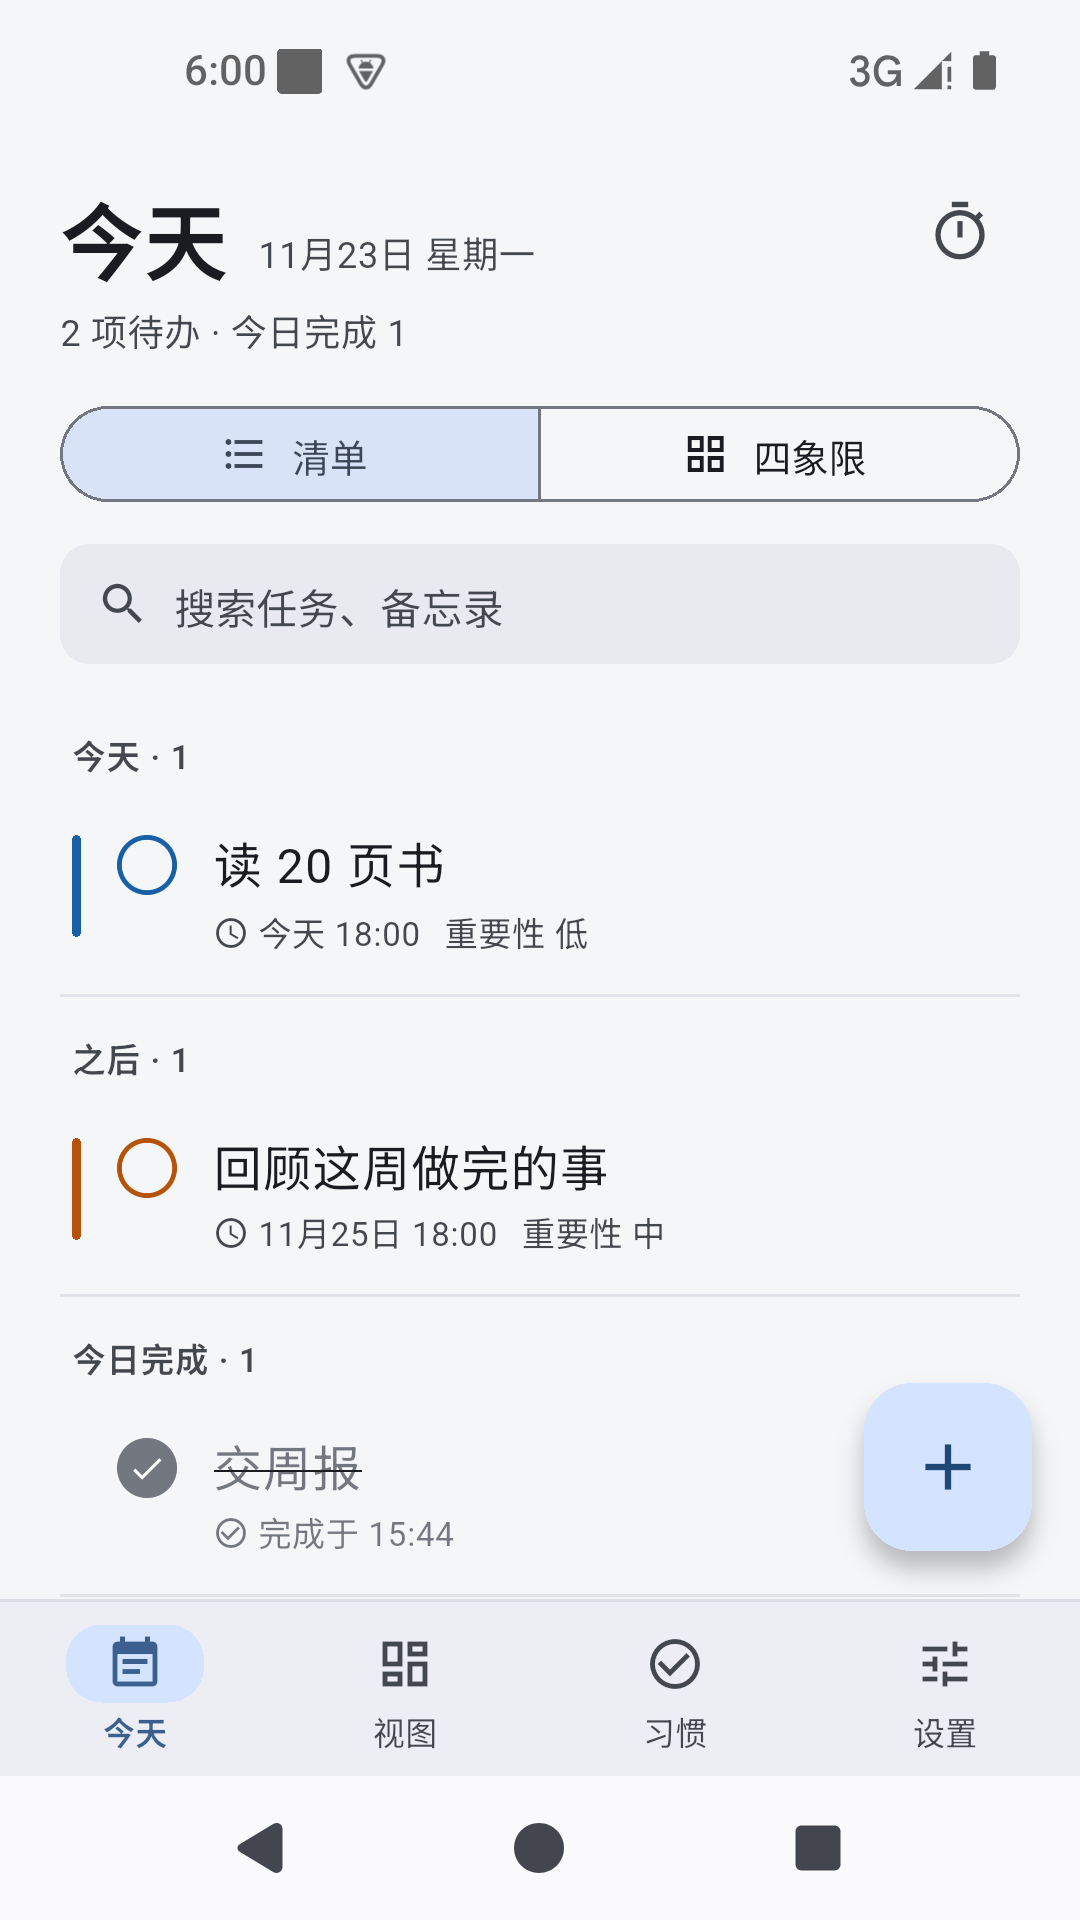 6:00
3G
今天 11月23日 星期一
2 项待办 · 今日完成 1
清单
四象限
搜索任务、备忘录
今天 · 1
读 20 页书
今天 18:00 重要性 低
之后 · 1
回顾这周做完的事
11月25日 18:00 重要性 中
今日完成 · 1
交周报
完成于 15:44
今天
视图
习惯
设置